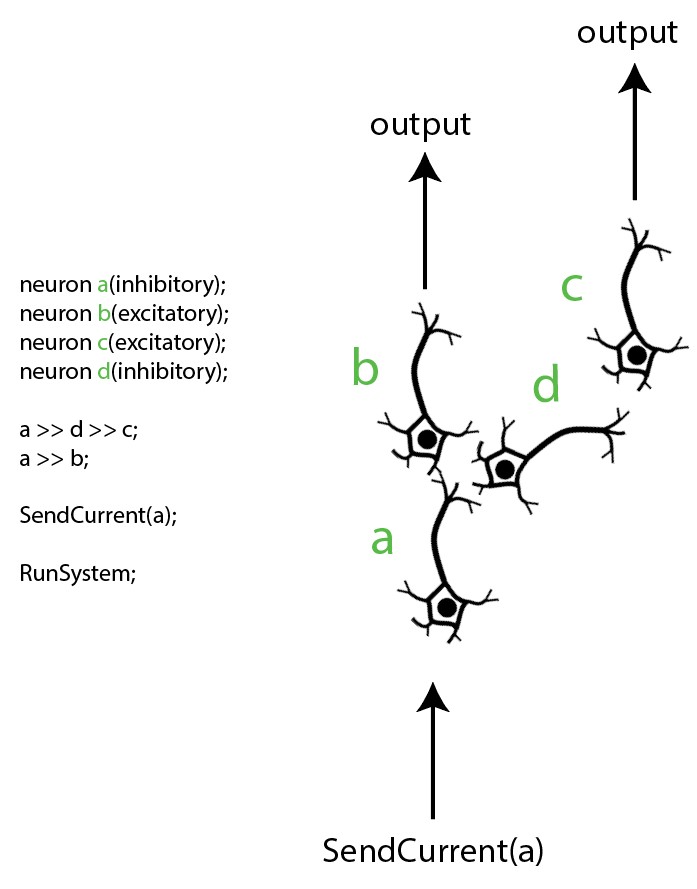 output
output
neuron a(inhibitory);
neuron b(excitatory);
neuron c(excitatory);
neuron d(inhibitory);
a >> d >> c;
a >> b;
SendCurrent(a);
RunSystem;
c
b
d
a
SendCurrent(a)